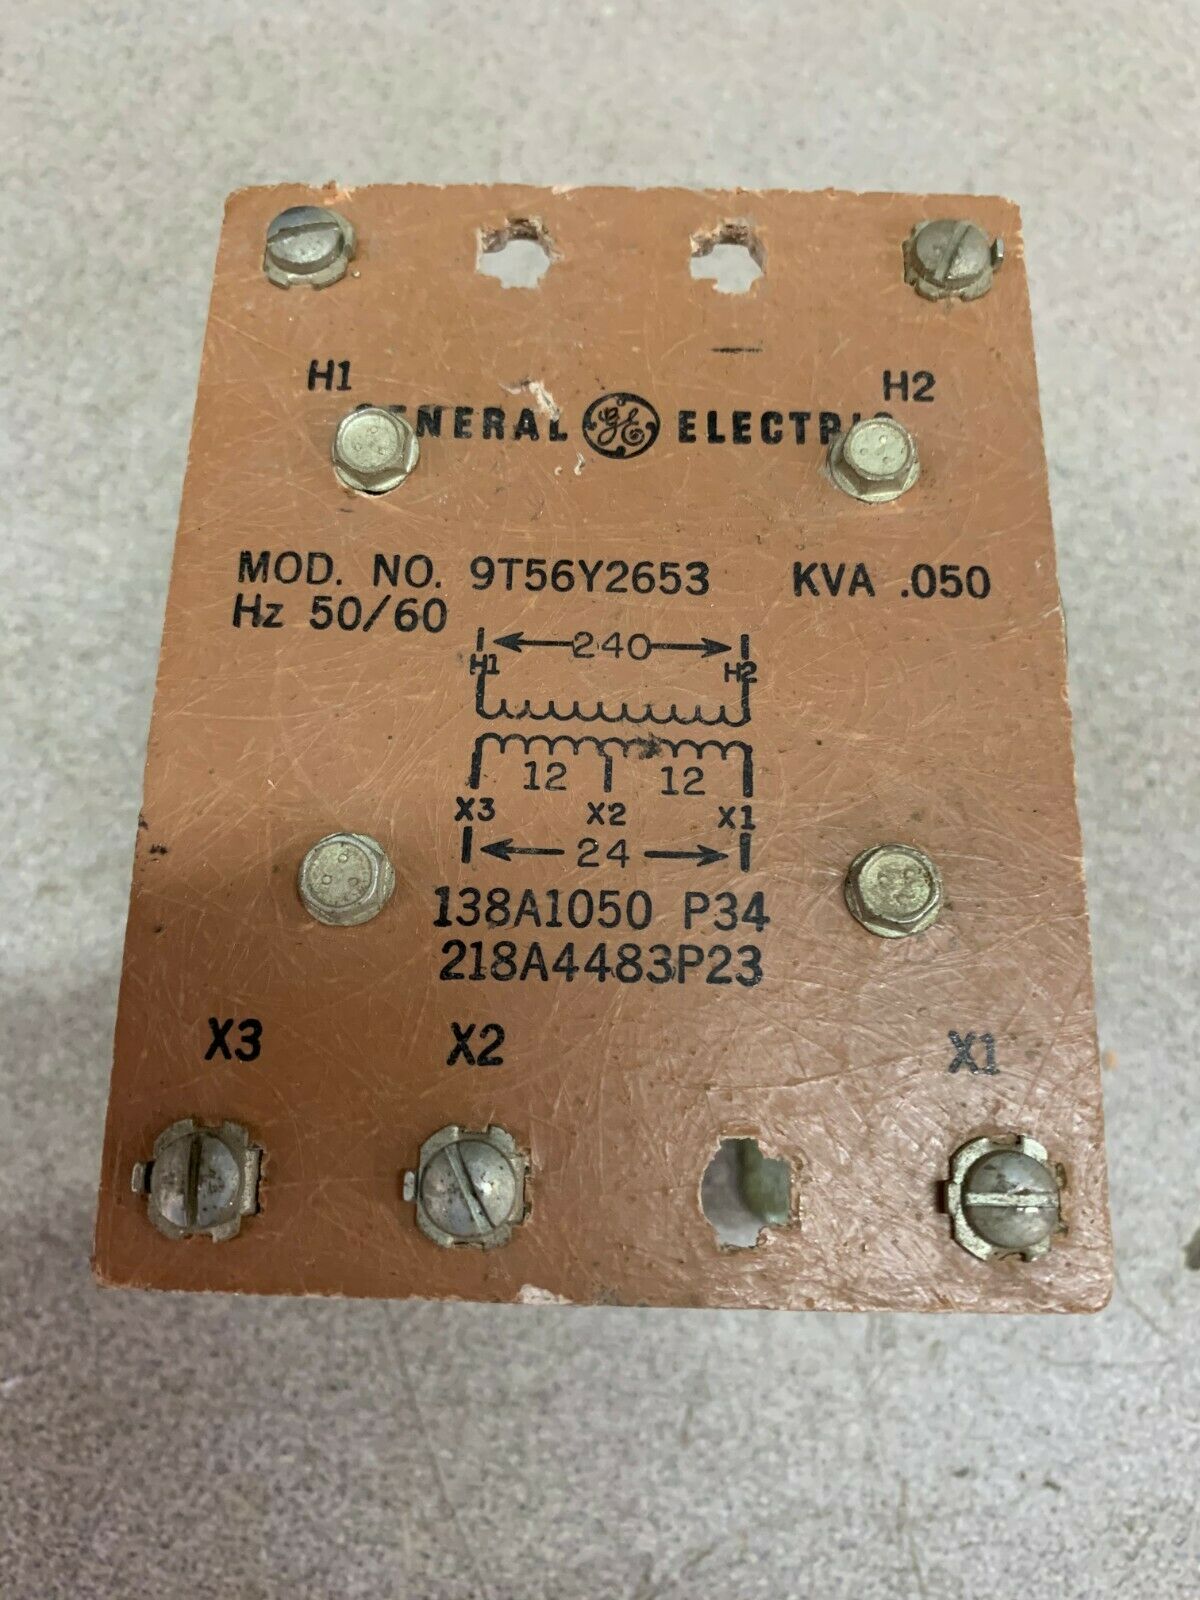 H1 H2
GE ELECTRIC
MOD. NO. 9T56Y2653 KVA .050
Hz 50/60
240
H1 H2
12 12
X3 X2 X1
24
138A1050 P34
218A4483P23
X3 X2 X1